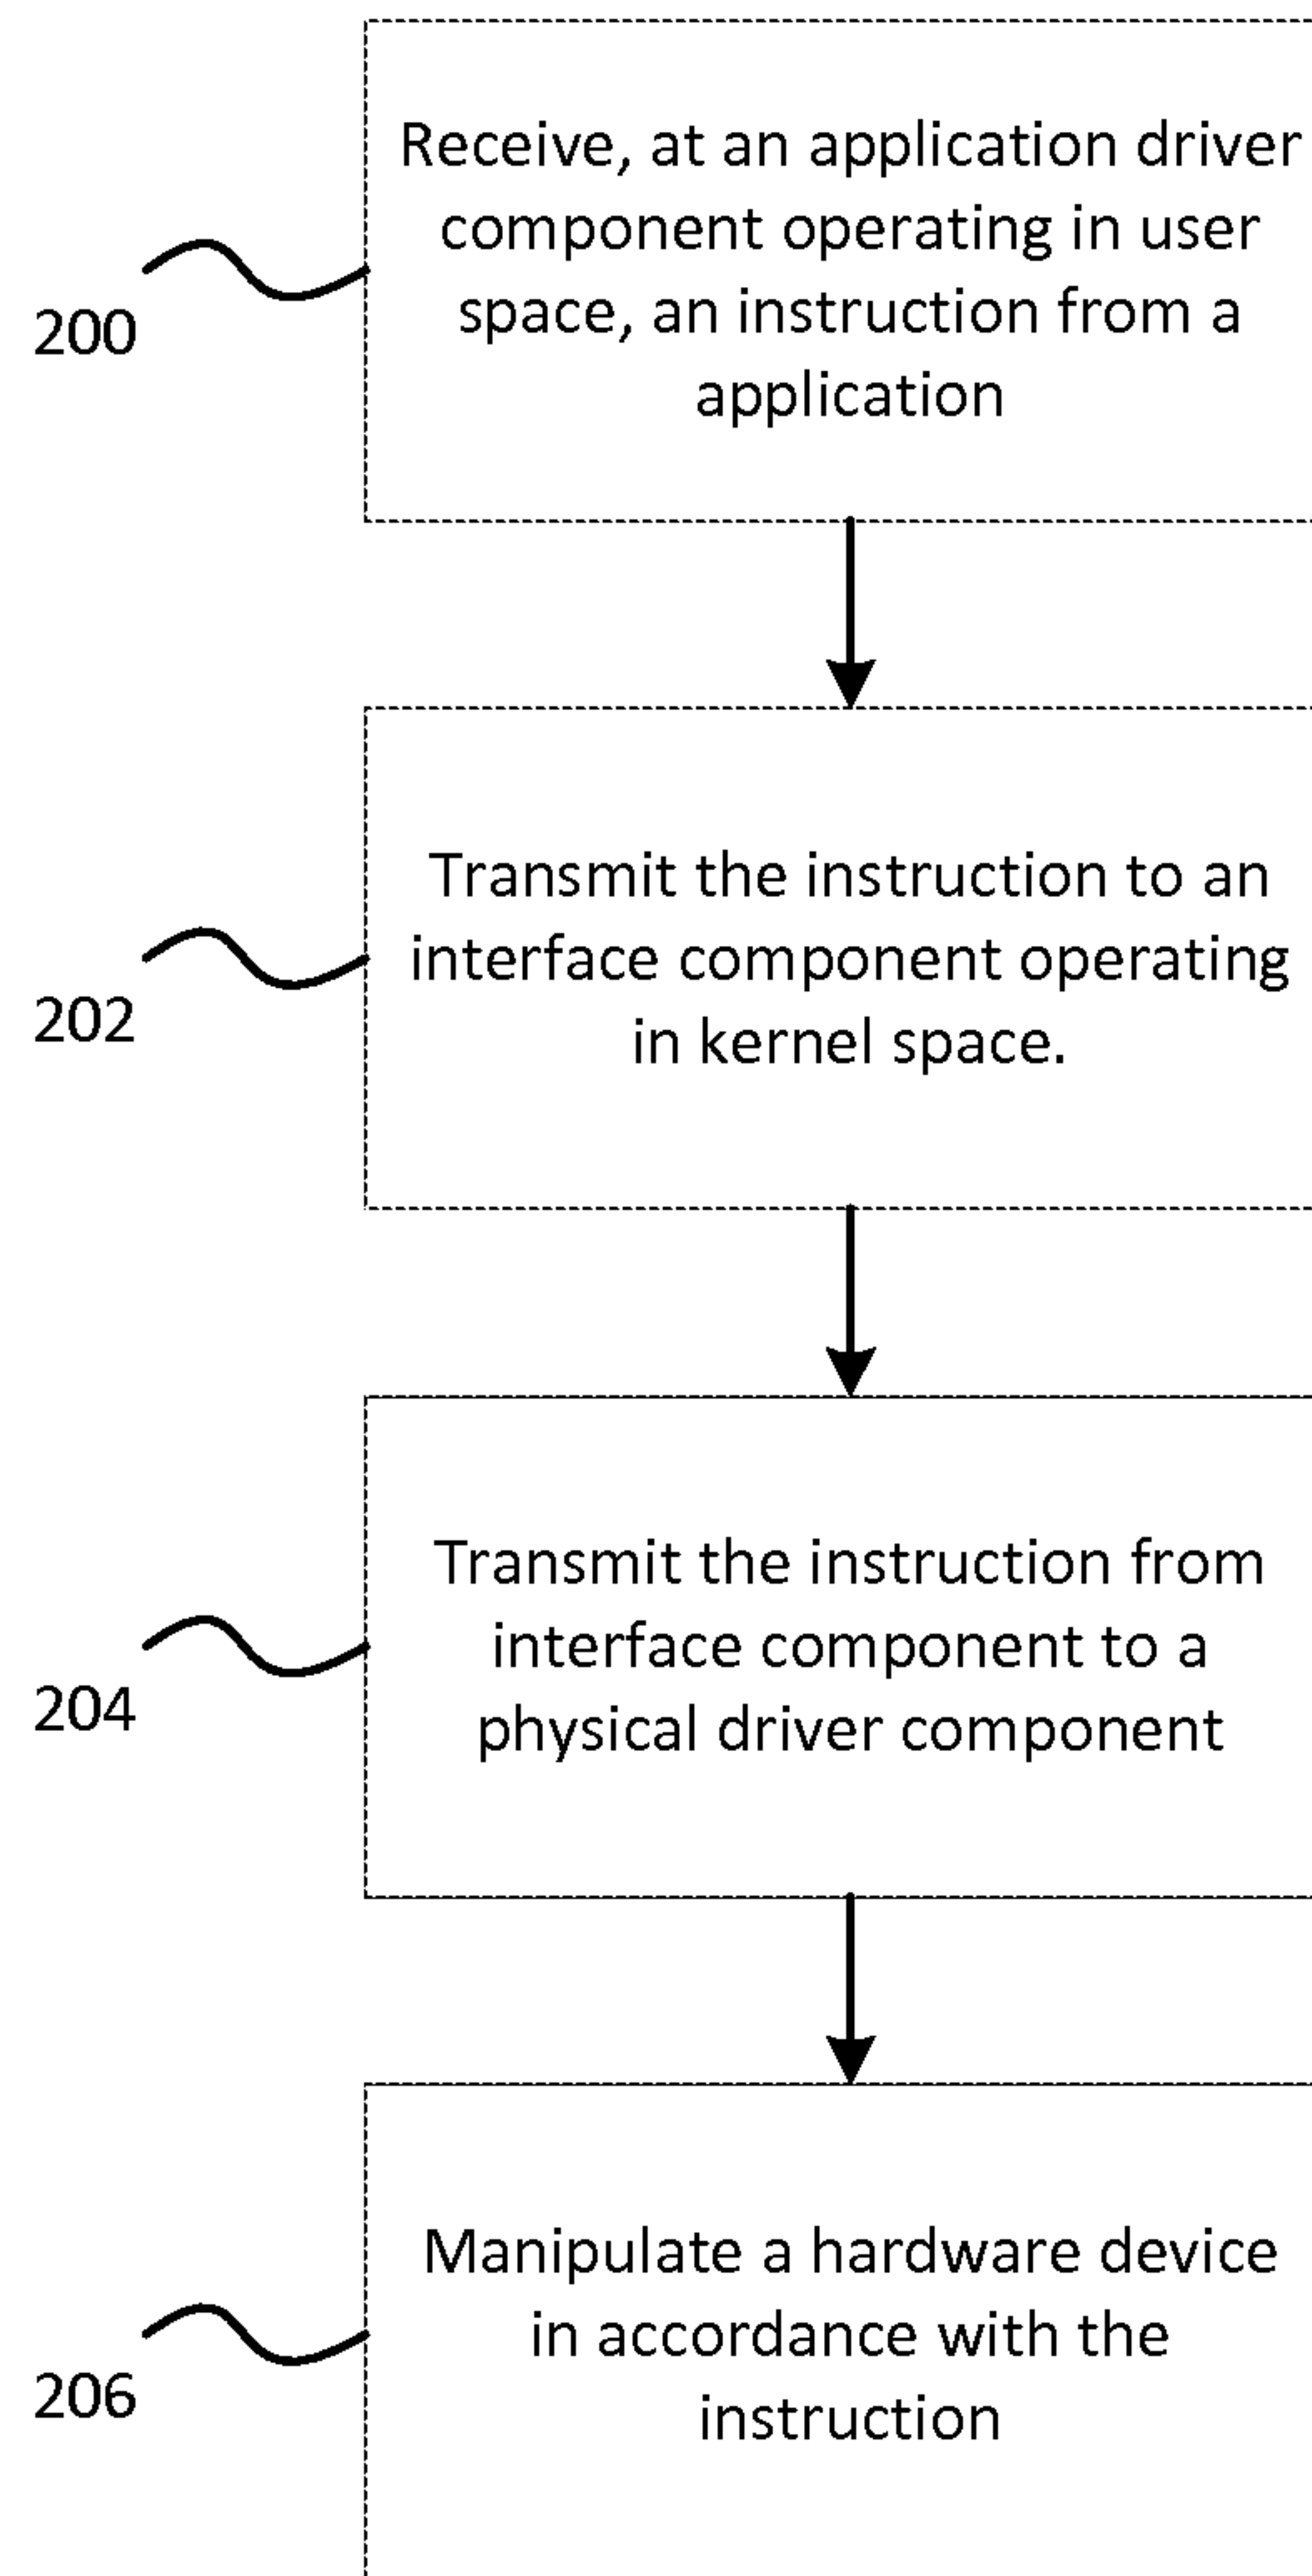 Receive, at an application driver
component operating in user
space, an instruction from a
application
200
Transmit the instruction to an
interface component operating
in kernel space.
202
Transmit the instruction from
interface component to a
physical driver component
204
Manipulate a hardware device
in accordance with the
instruction
206